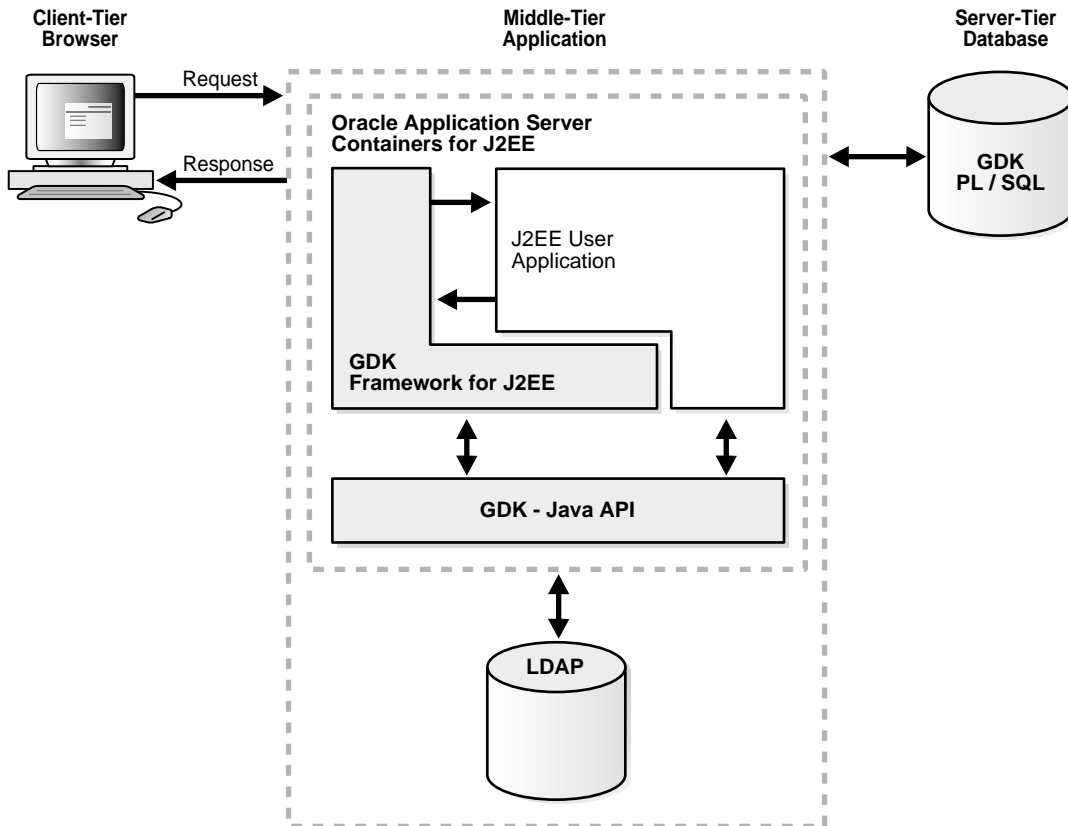 Client-Tier
Browser
Middle-Tier
Application
Server-Tier
Database
Request
Response
Oracle Application Server
Containers for J2EE
J2EE User
Application
GDK
Framework for J2EE
GDK - Java API
LDAP
GDK
PL / SQL